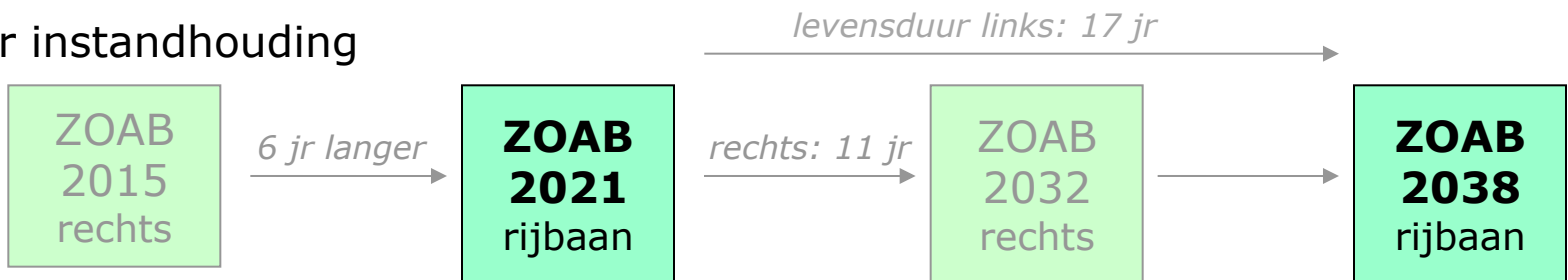 levensduur links: 17 jr
r instandhouding
ZOAB
2015
rechts
6 jr langer
ZOAB
2021
rijbaan
rechts: 11 jr
ZOAB
2032
rechts
ZOAB
2038
rijbaan